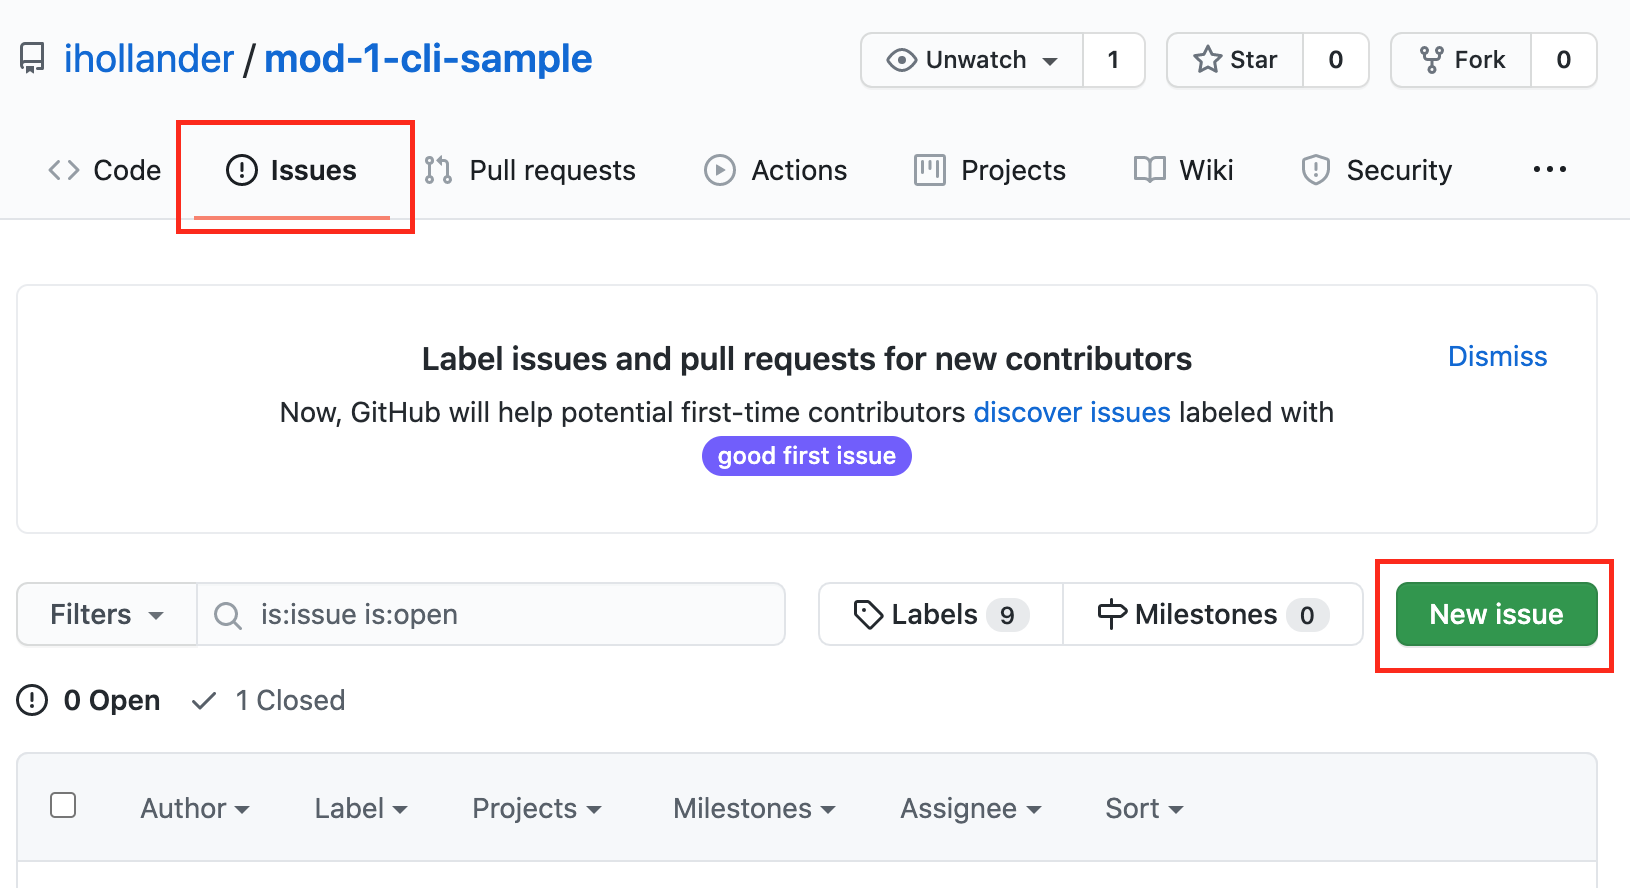 ihollander / mod-1-cli-sample
Unwatch 1 Star 0 Fork 0
Code Issues Pull requests Actions Projects Wiki Security ...
Label issues and pull requests for new contributors
Dismiss
Now, GitHub will help potential first-time contributors discover issues labeled with
good first issue
Filters is:issue is:open Labels 9 Milestones 0 New issue
0 Open 1 Closed
Author Label Projects Milestones Assignee Sort